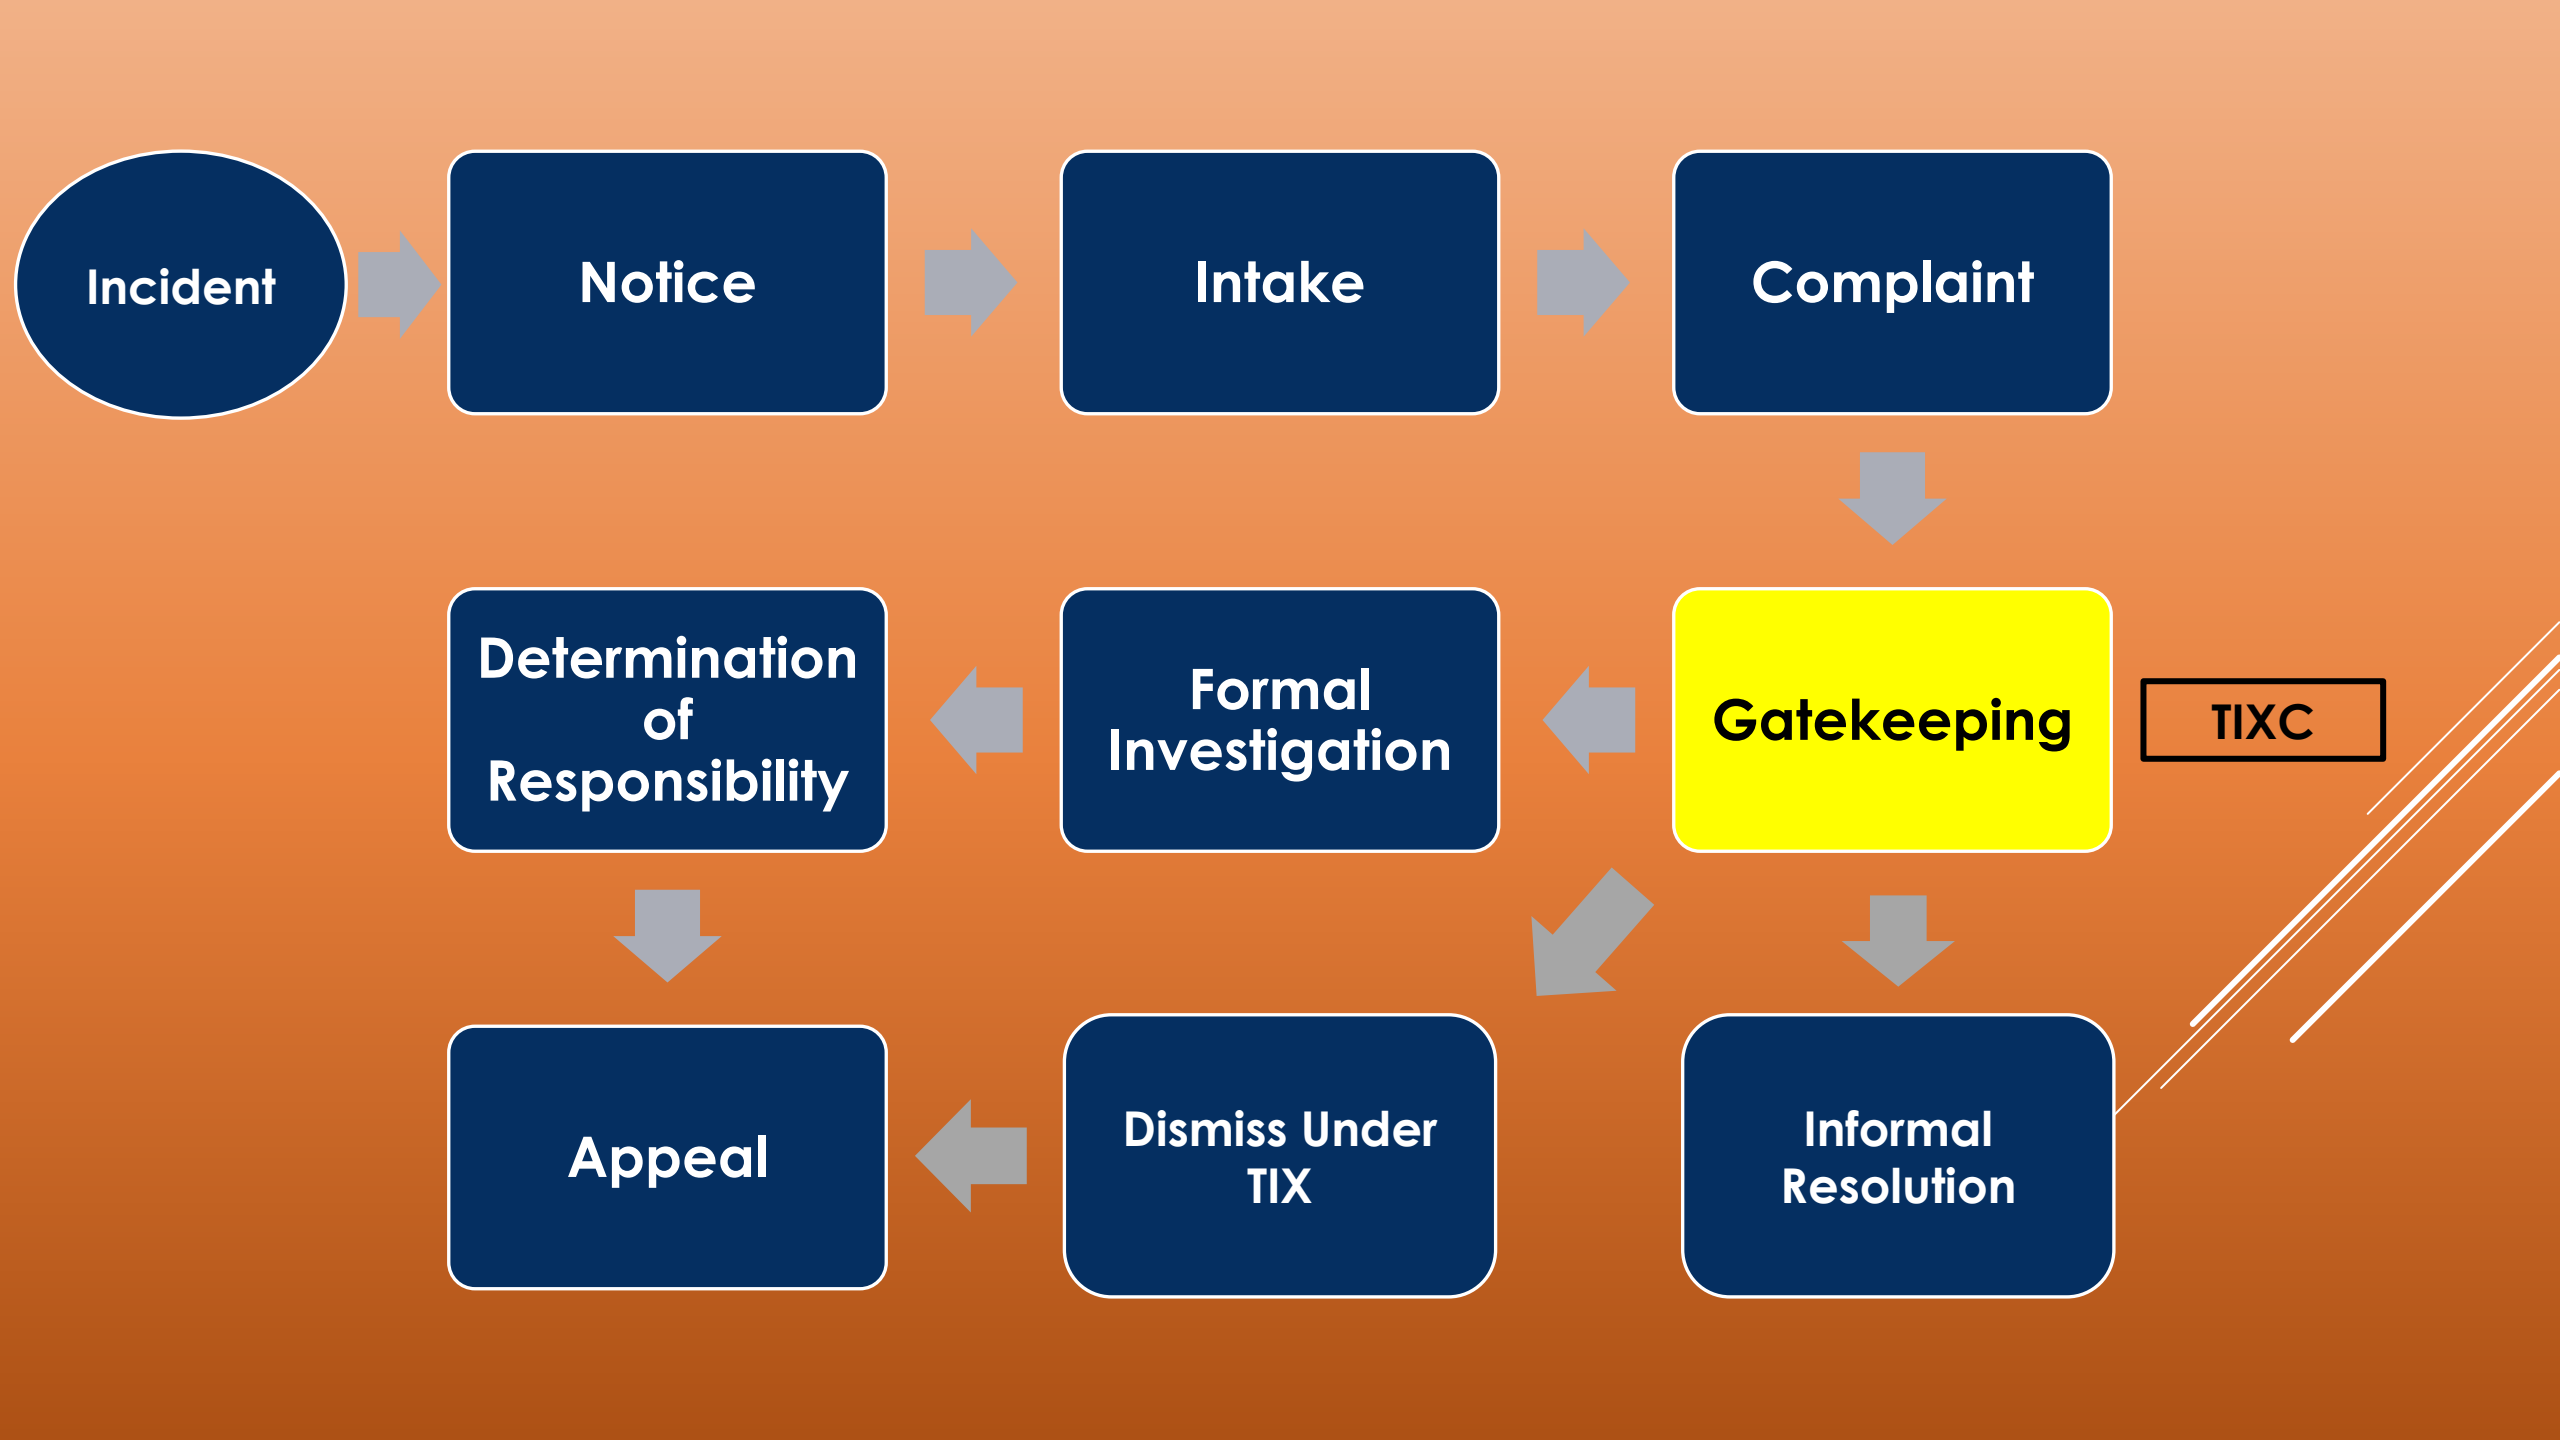 Incident
Notice
Intake
Complaint
Determination
of
Responsibility
Formal
Investigation
Gatekeeping
TIXC
Appeal
Dismiss Under
TIX
Informal
Resolution